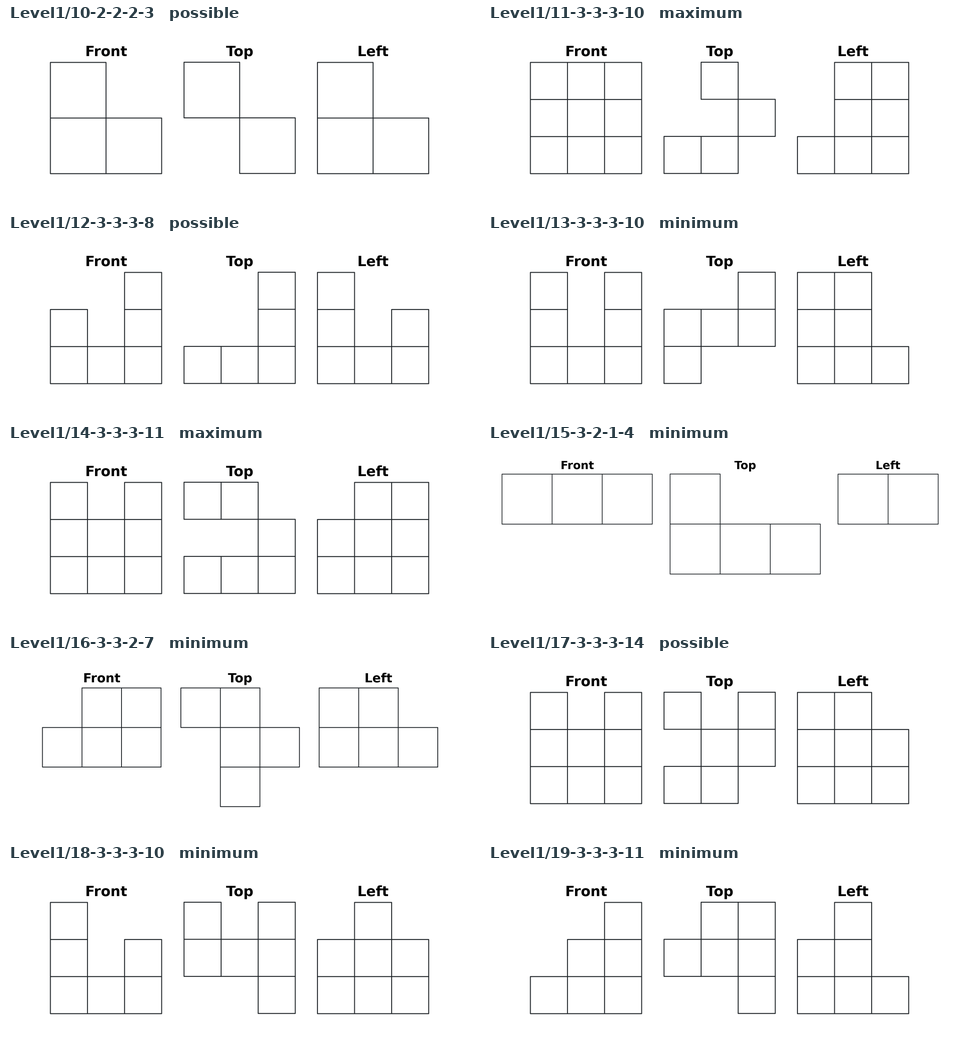 Level1/10-2-2-2-3 possible
Front Top Left
Level1/11-3-3-3-10 maximum
Front Top Left
Level1/12-3-3-3-8 possible
Front Top Left
Level1/13-3-3-3-10 minimum
Front Top Left
Level1/14-3-3-3-11 maximum
Front Top Left
Level1/15-3-2-1-4 minimum
Front Top Left
Level1/16-3-3-2-7 minimum
Front Top Left
Level1/17-3-3-3-14 possible
Front Top Left
Level1/18-3-3-3-10 minimum
Front Top Left
Level1/19-3-3-3-11 minimum
Front Top Left